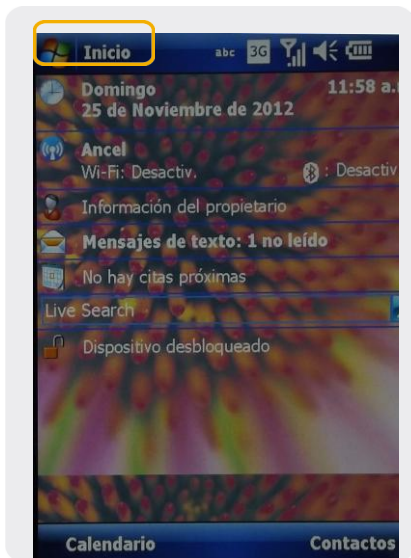 Inicio abc 3G
Domingo 11:58 a.
25 de Noviembre de 2012
Ancel
Wi-Fi: Desactiv. : Desactiv
Información del propietario
Mensajes de texto: 1 no leído
No hay citas próximas
Live Search
Dispositivo desbloqueado
Calendario Contactos